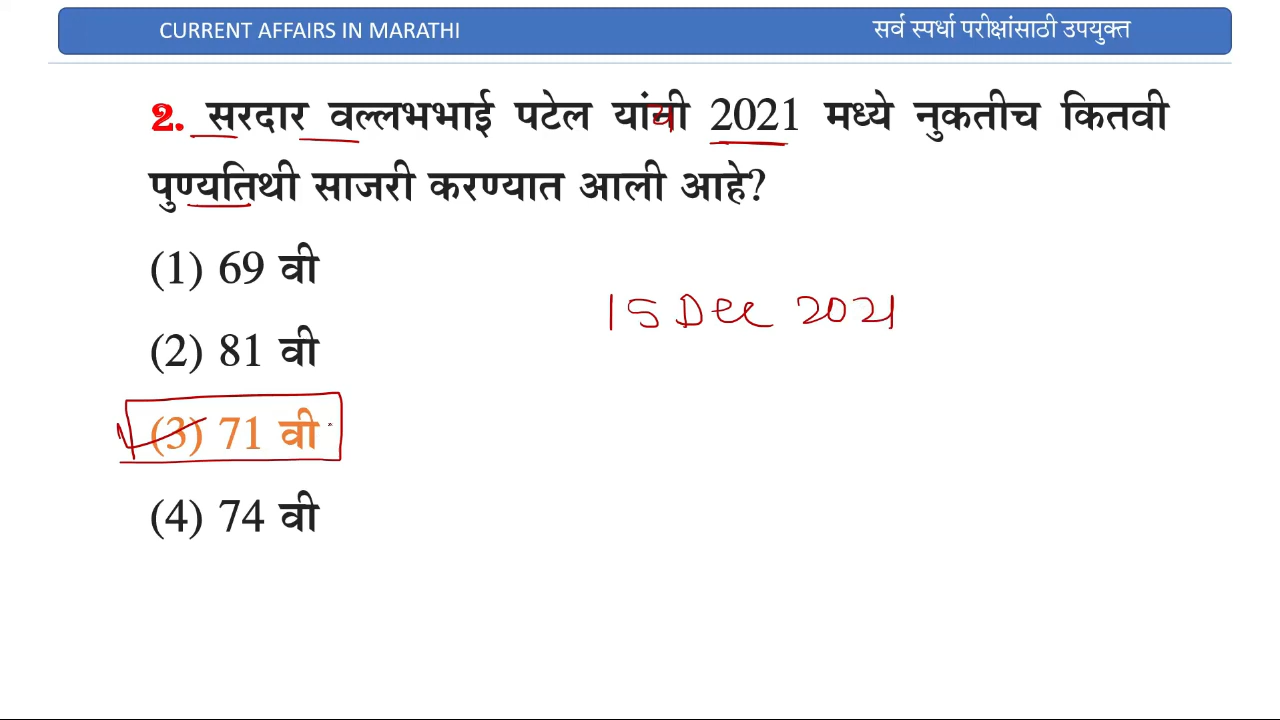 CURRENT AFFAIRS IN MARATHI
सर्व स्पर्धा परीक्षांसाठी उपयुक्त
2. सरदार वल्लभभाई पटेल यांनी 2021 मध्ये नुकतीच कितवी
पुण्यतिथी साजरी करण्यात आली आहे?
(1) 69 वी
15 Dec 2021
(2) 81 वी
(3) 71 वी
(4) 74 वी